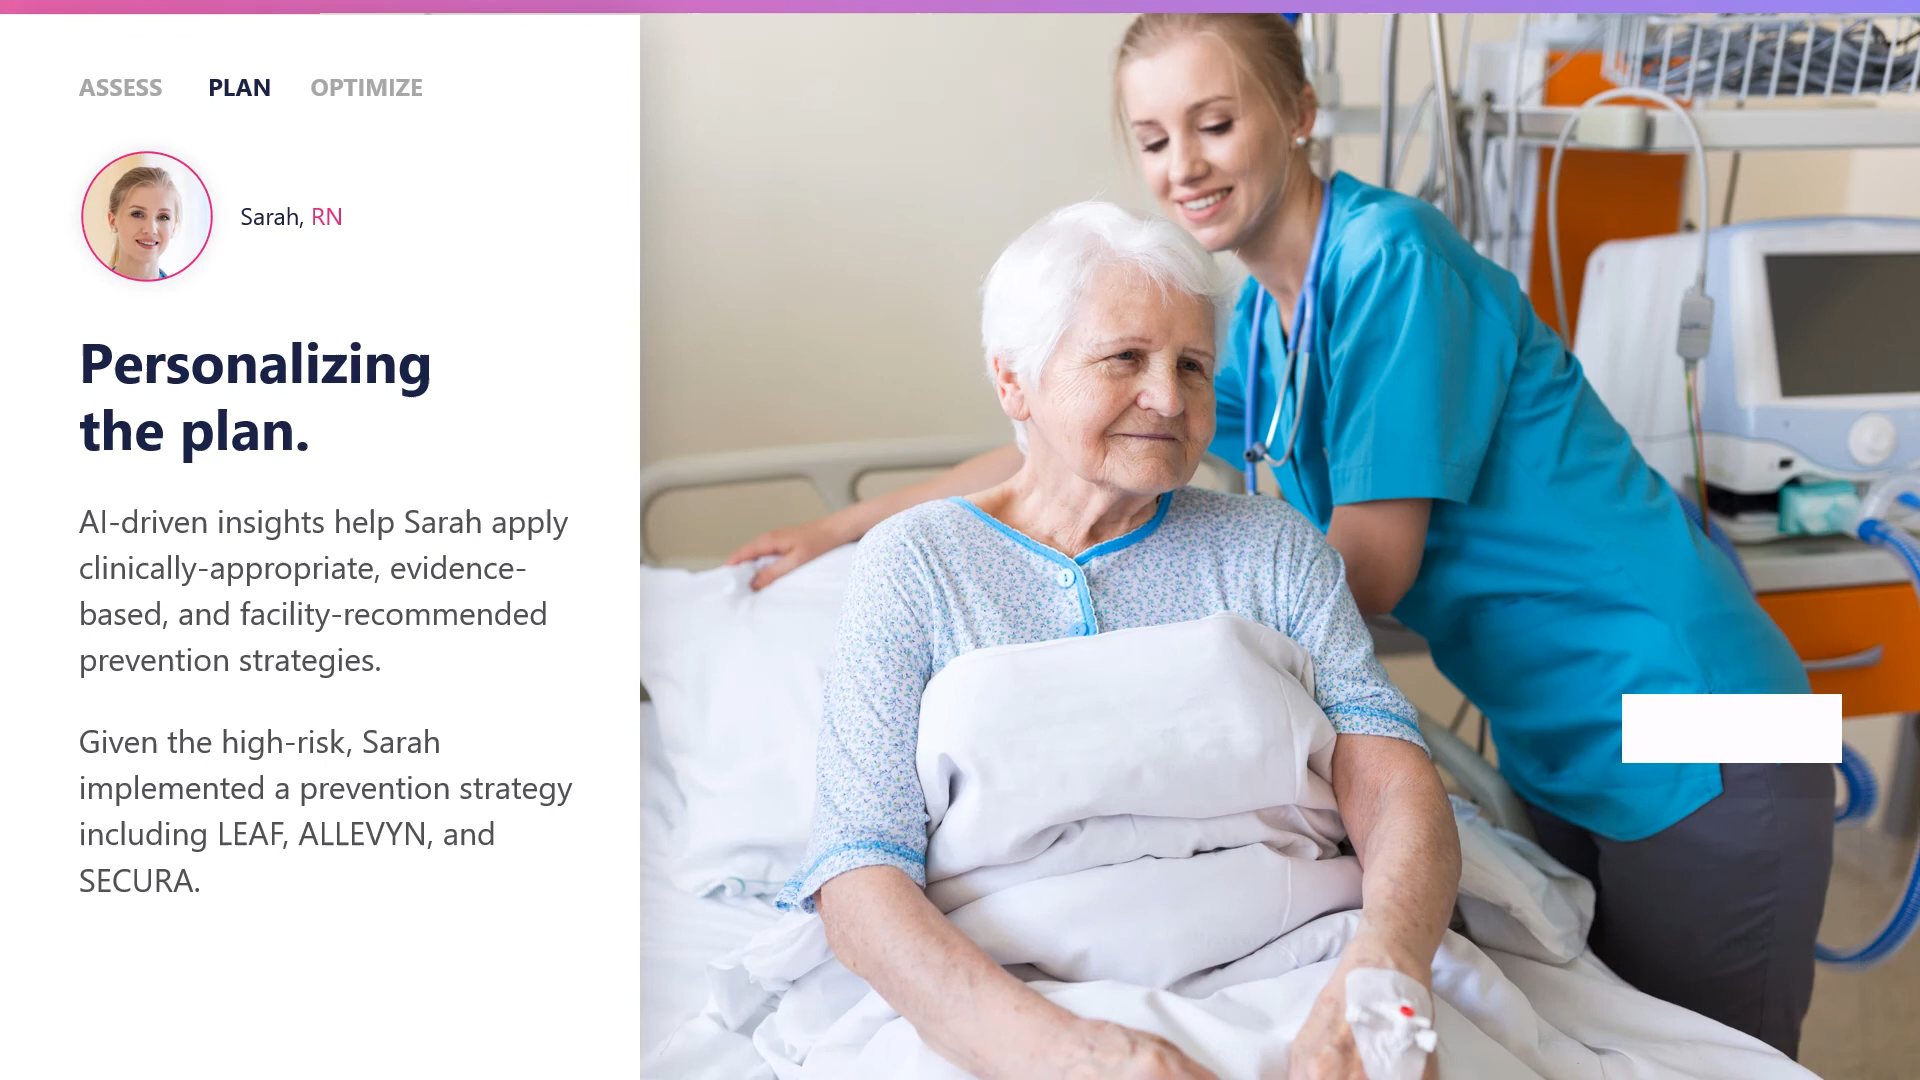 ASSESS PLAN OPTIMIZE
Sarah, RN
Personalizing
the plan.
AI-driven insights help Sarah apply
clinically-appropriate, evidence-
based, and facility-recommended
prevention strategies.
Given the high-risk, Sarah
implemented a prevention strategy
including LEAF, ALLEVYN, and
SECURA.